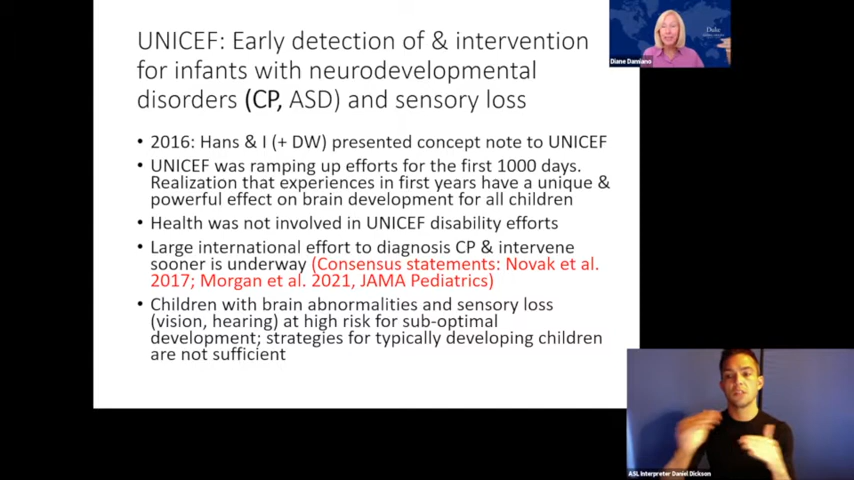 UNICEF: Early detection of & intervention
for infants with neurodevelopmental
disorders (CP, ASD) and sensory loss
• 2016: Hans & I (+ DW) presented concept note to UNICEF
• UNICEF was ramping up efforts for the first 1000 days.
Realization that experiences in first years have a unique &
powerful effect on brain development for all children
• Health was not involved in UNICEF disability efforts
• Large international effort to diagnosis CP & intervene
sooner is underway (Consensus statements: Novak et al.
2017; Morgan et al. 2021, JAMA Pediatrics)
• Children with brain abnormalities and sensory loss
(vision, hearing) at high risk for sub-optimal
development; strategies for typically developing children
are not sufficient
Duke
Diane Damiano
ASL Interpreter Daniel Dickson